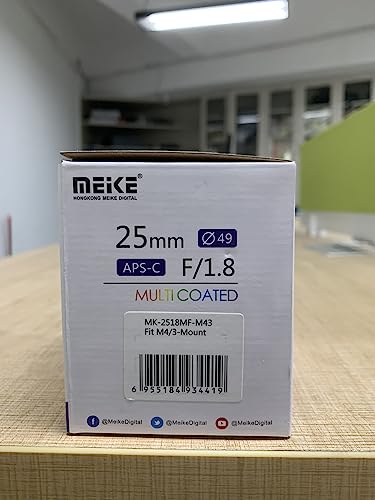 MEIKE®
HONGKONG MEIKE DIGITAL
25mm Ø49
APS-C F/1.8
MULTI COATED
MK-2518MF-M43
Fit M4/3-Mount
6 955184 934419
@MeikeDigital @MeikeDigital @MeikeDigital